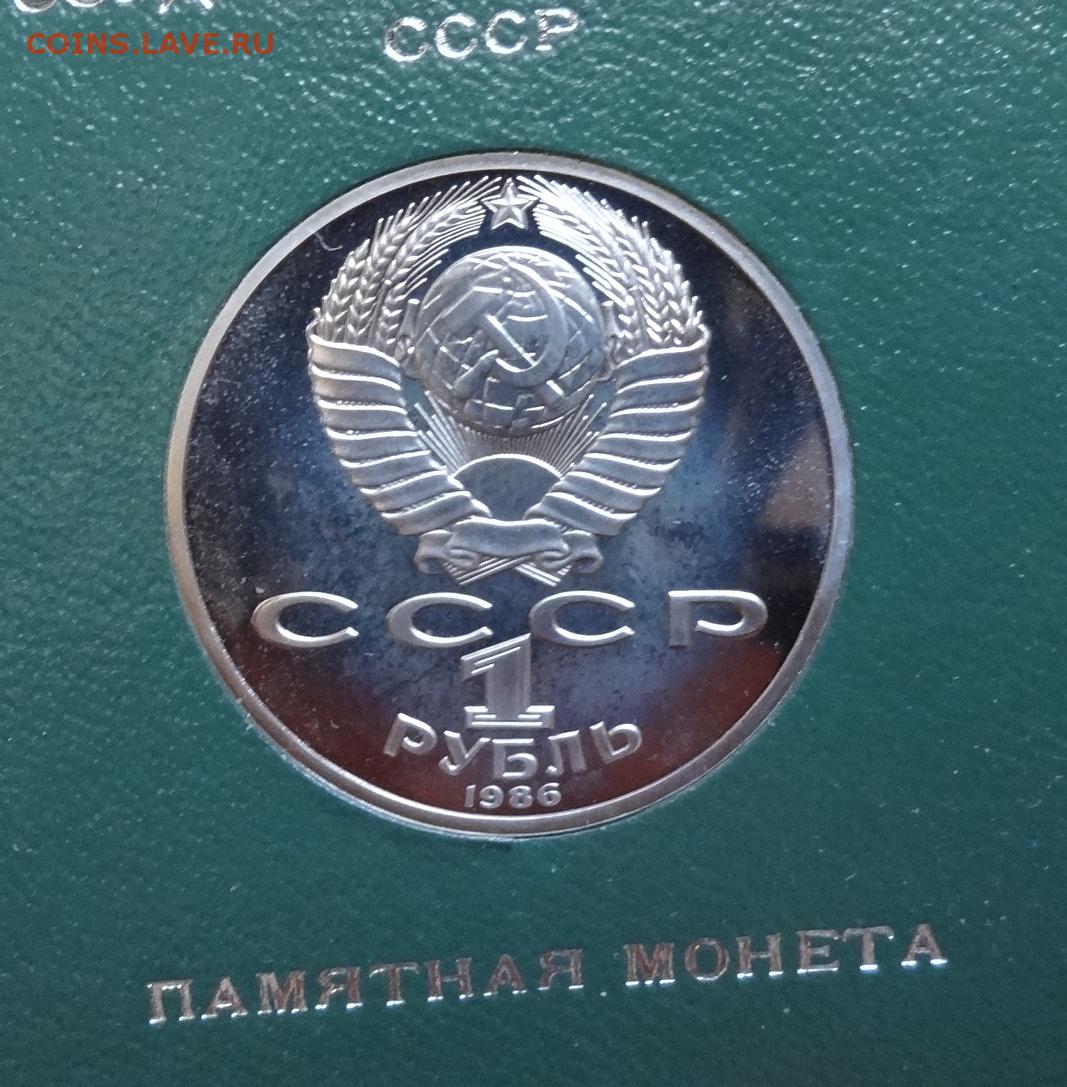 COINS.LAVE.RU
СССР
СССР
1
РУБЛЬ
1986
ПАМЯТНАЯ МОНЕТА